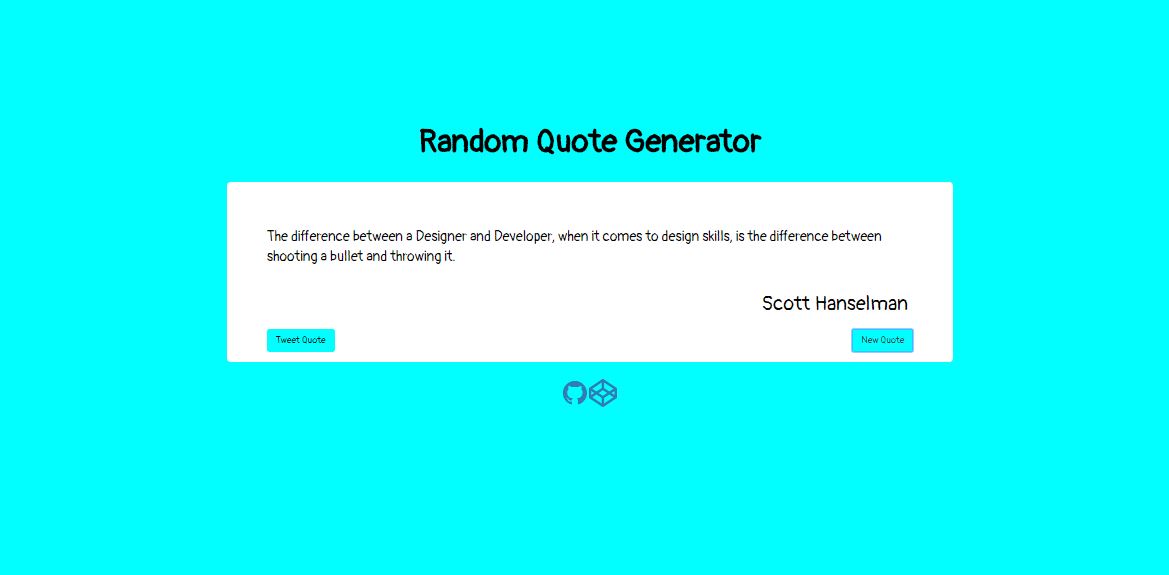 Random Quote Generator
The difference between a Designer and Developer, when it comes to design skills, is the difference between
shooting a bullet and throwing it.
Scott Hanselman
Tweet Quote
New Quote